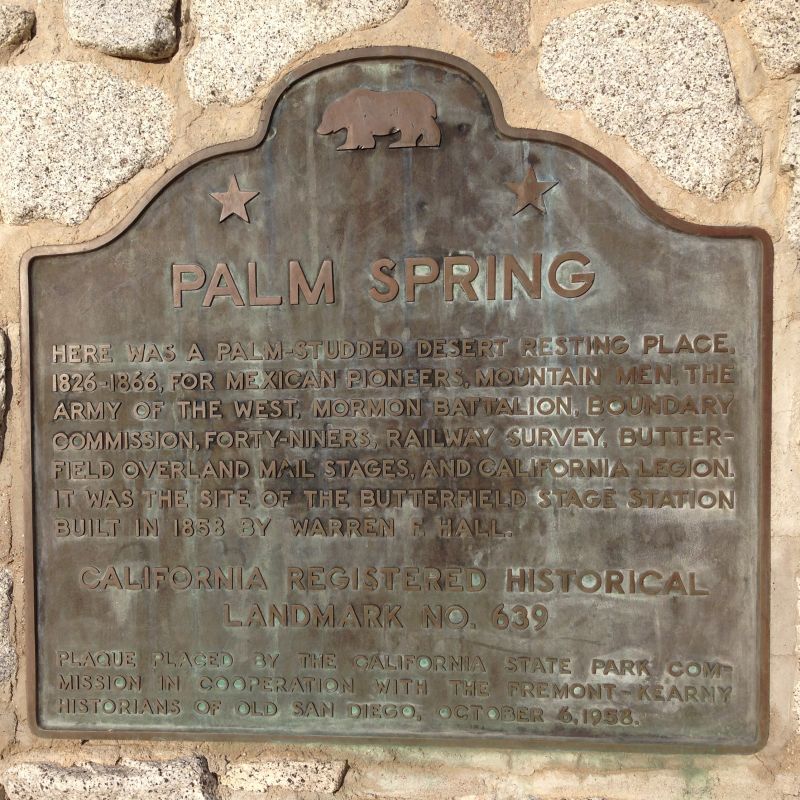 PALM SPRING
HERE WAS A PALM-STUDDED DESERT RESTING PLACE,
1826-1866, FOR MEXICAN PIONEERS, MOUNTAIN MEN, THE
ARMY OF THE WEST, MORMON BATTALION, BOUNDARY
COMMISSION, FORTY-NINERS, RAILWAY SURVEY, BUTTER-
FIELD OVERLAND MAIL STAGES, AND CALIFORNIA LEGION.
IT WAS THE SITE OF THE BUTTERFIELD STAGE STATION
BUILT IN 1858 BY WARREN F. HALL.
CALIFORNIA REGISTERED HISTORICAL
LANDMARK NO. 639
PLAQUE PLACED BY THE CALIFORNIA STATE PARK COM-
MISSION IN COOPERATION WITH THE FREMONT-KEARNY
HISTORIANS OF OLD SAN DIEGO, OCTOBER 6, 1958.